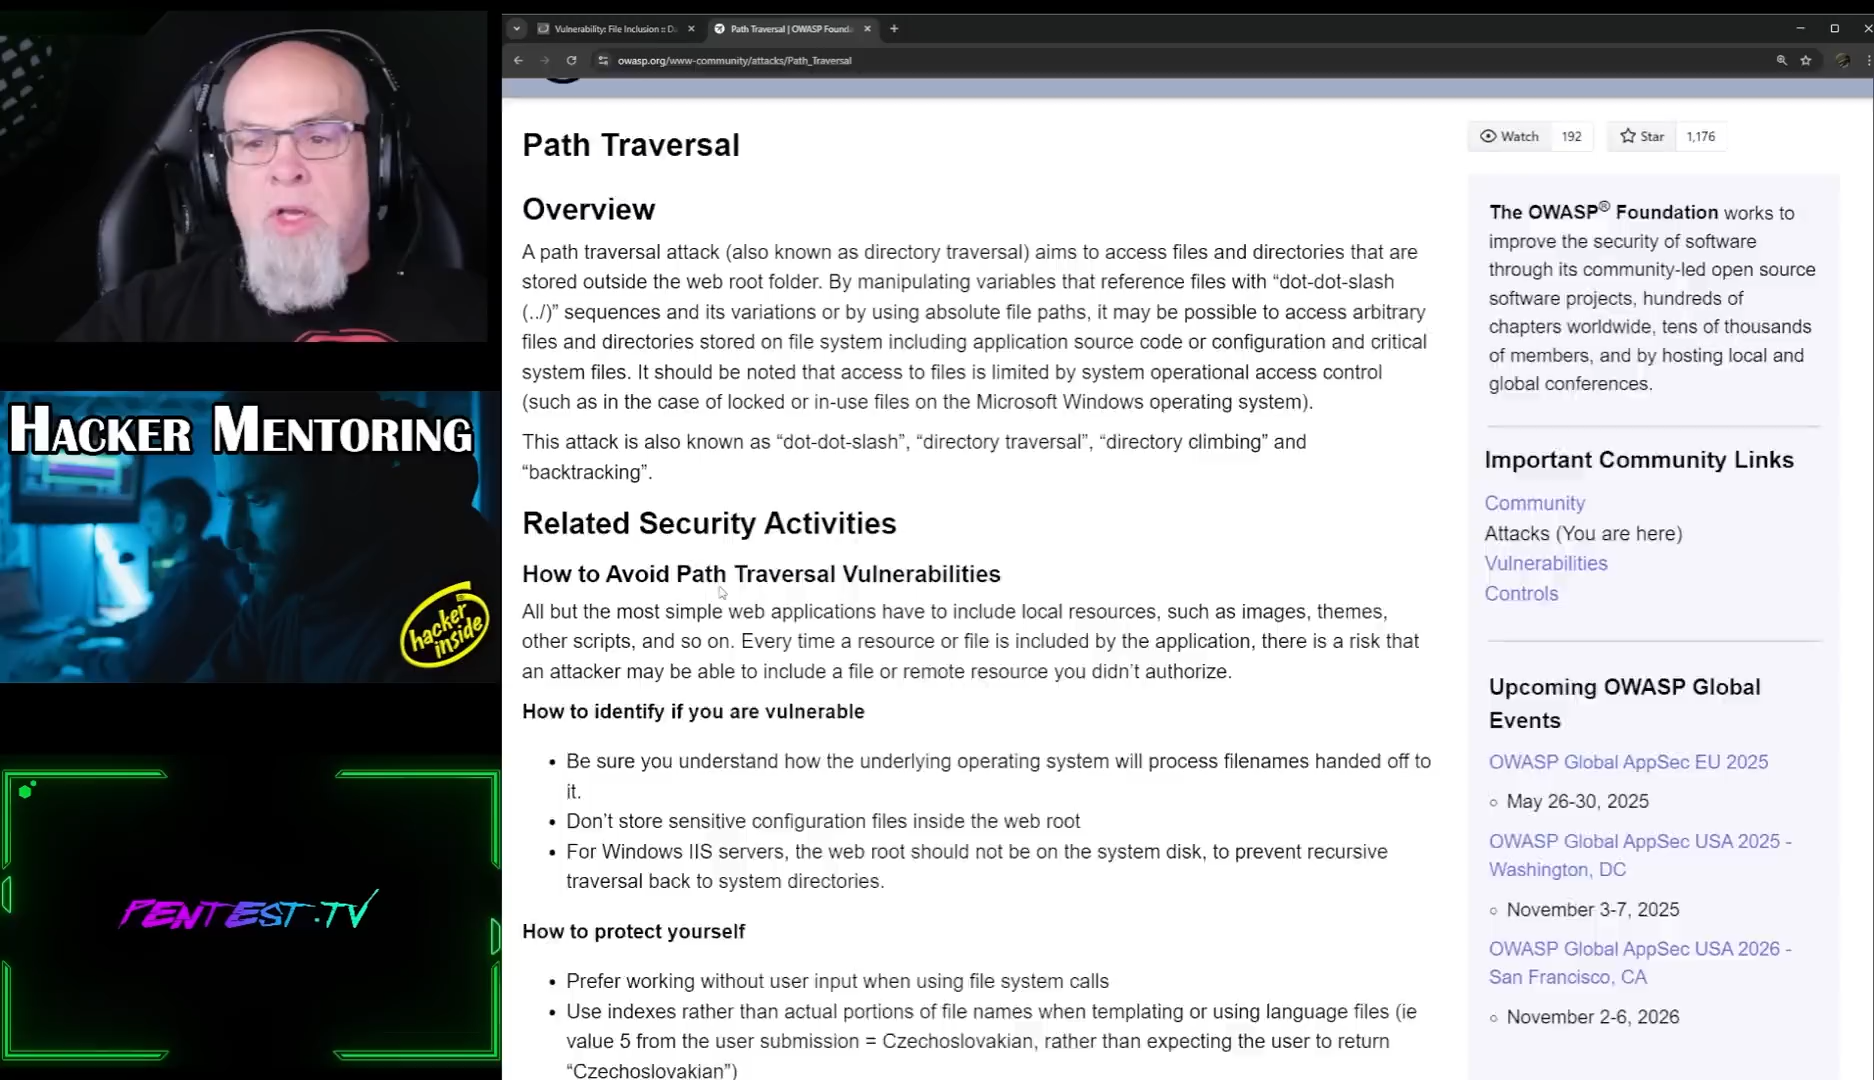 Vulnerability: File Inclusion :: D
Path Traversal | OWASP Founda
owasp.org/www-community/attacks/Path_Traversal
Path Traversal
Overview
A path traversal attack (also known as directory traversal) aims to access files and directories that are
stored outside the web root folder. By manipulating variables that reference files with “dot-dot-slash
(../)” sequences and its variations or by using absolute file paths, it may be possible to access arbitrary
files and directories stored on file system including application source code or configuration and critical
system files. It should be noted that access to files is limited by system operational access control
(such as in the case of locked or in-use files on the Microsoft Windows operating system).
This attack is also known as “dot-dot-slash”, “directory traversal”, “directory climbing” and
“backtracking”.
Related Security Activities
How to Avoid Path Traversal Vulnerabilities
All but the most simple web applications have to include local resources, such as images, themes,
other scripts, and so on. Every time a resource or file is included by the application, there is a risk that
an attacker may be able to include a file or remote resource you didn’t authorize.
How to identify if you are vulnerable
• Be sure you understand how the underlying operating system will process filenames handed off to
it.
• Don’t store sensitive configuration files inside the web root
• For Windows IIS servers, the web root should not be on the system disk, to prevent recursive
traversal back to system directories.
How to protect yourself
• Prefer working without user input when using file system calls
• Use indexes rather than actual portions of file names when templating or using language files (ie
value 5 from the user submission = Czechoslovakian, rather than expecting the user to return
“Czechoslovakian”)
Watch 192
Star 1,176
The OWASP® Foundation works to
improve the security of software
through its community-led open source
software projects, hundreds of
chapters worldwide, tens of thousands
of members, and by hosting local and
global conferences.
Important Community Links
Community
Attacks (You are here)
Vulnerabilities
Controls
Upcoming OWASP Global
Events
OWASP Global AppSec EU 2025
May 26-30, 2025
OWASP Global AppSec USA 2025 -
Washington, DC
November 3-7, 2025
OWASP Global AppSec USA 2026 -
San Francisco, CA
November 2-6, 2026
HACKER MENTORING
hacker
inside
PENTEST.TV